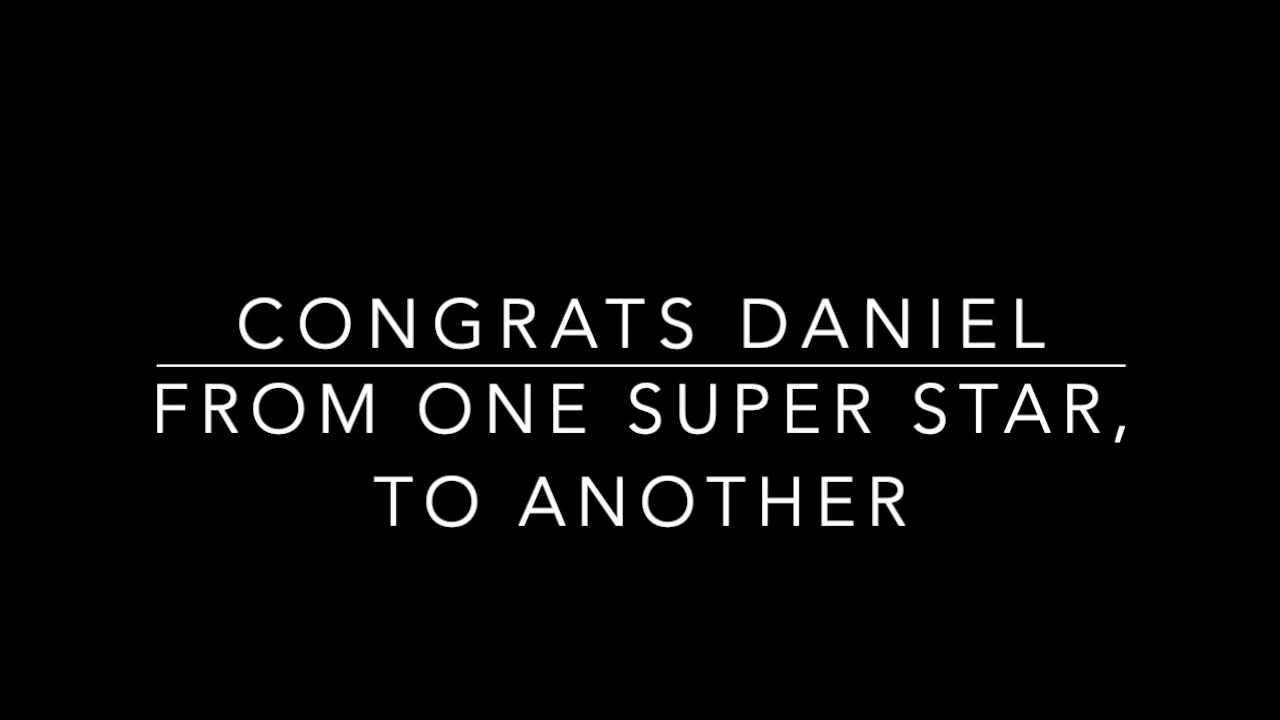 CONGRATS DANIEL
FROM ONE SUPER STAR,
TO ANOTHER